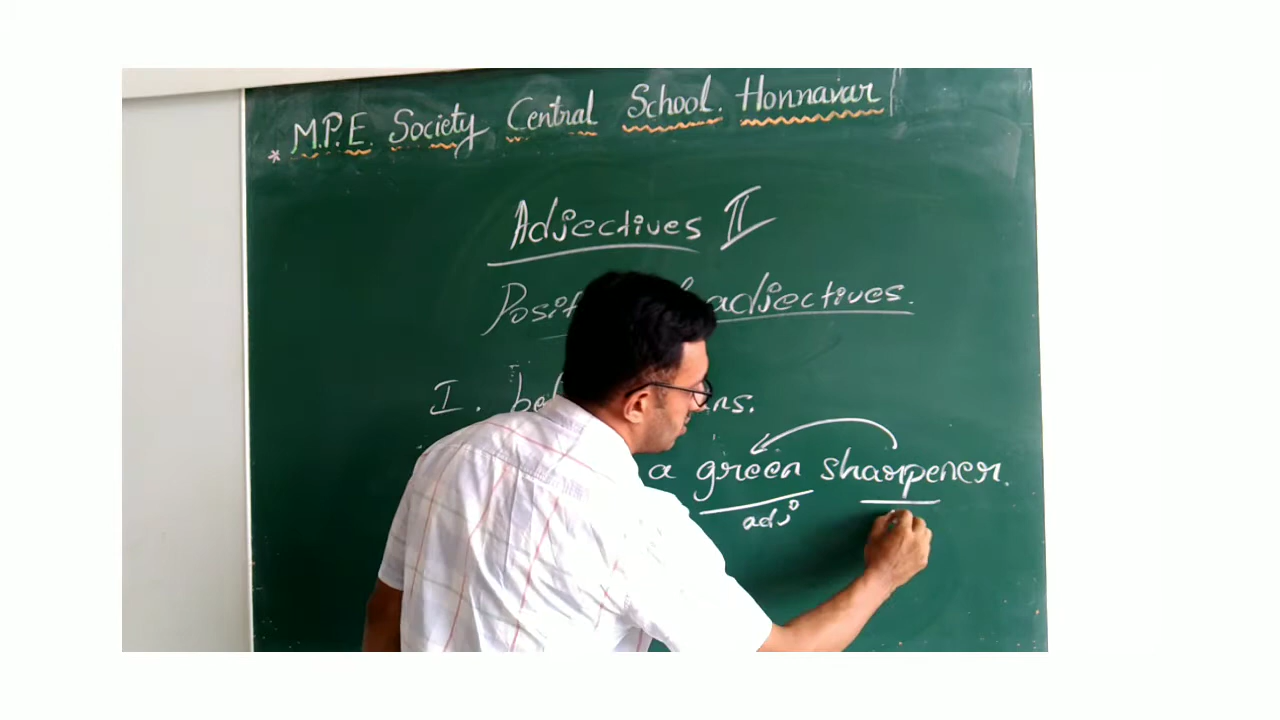 * M.P.E. Society Central School. Honnavar
Adjectives II
adjectives.
I.
a green sharpener.
adj